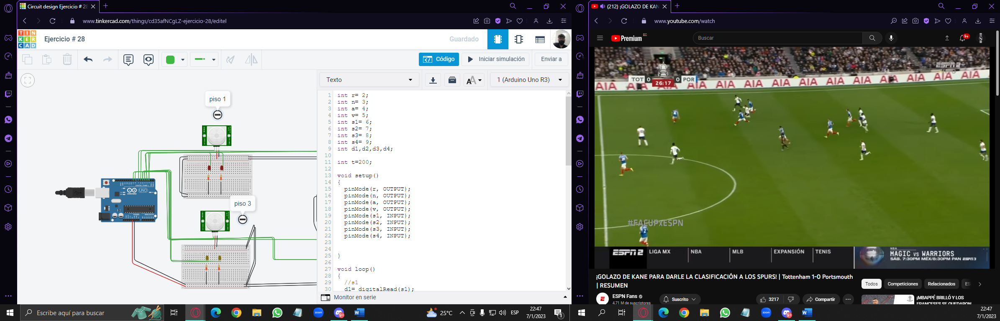 Circuit design Ejercicio # 28
www.tinkercad.com/things/cd35afNCgLZ-ejercicio-28/editel
TIN
KER
CAD
Ejercicio # 28
Guardado
Código
Iniciar simulación
Enviar a
Texto
1 (Arduino Uno R3)
piso 1
piso 3
UNO
ARDUINO
1 int r= 2;
2 int n= 3;
3 int a= 4;
4 int v= 5;
5 int s1= 6;
6 int s2= 7;
7 int s3= 8;
8 int s4= 9;
9 int d1,d2,d3,d4;
10
11 int t=200;
12
13 void setup()
14 {
15 pinMode(r, OUTPUT);
16 pinMode(n, OUTPUT);
17 pinMode(a, OUTPUT);
18 pinMode(v, OUTPUT);
19 pinMode(s1, INPUT);
20 pinMode(s2, INPUT);
21 pinMode(s3, INPUT);
22 pinMode(s4, INPUT);
23
24
25 }
26
27 void loop()
28 {
29 //s1
30 d1= digitalRead(s1);
Monitor en serie
Escribe aquí para buscar
zoom
9+
25°C
ESP
22:47
7/1/2023
1
(212) ¡GOLAZO DE KAN
www.youtube.com/watch
Premium EC
Buscar
9+
ESPN 2
TOT 0 0 POR
26:17
AIA AIA AIA AIA AIA AIA AIA AIA AIA AIA AIA
#FACUPxESPN
ESPN 2 LIGA MX NBA MLB EXPANSIÓN TENIS
NBA
MAGIC VS WARRIORS
SÁB. 7:30PM MÉX/8:30PM PAN ESPN 3
¡GOLAZO DE KANE PARA DARLE LA CLASIFICACIÓN A LOS SPURS! | Tottenham 1-0 Portsmouth
| RESUMEN
ESPN Fans
4.71 M de suscriptores
Suscrito
3217
Compartir
Todos Competiciones Relacionados ES
¡MBAPPÉ BRILLÓ Y LOS
FRANCESES SE QUEDARON
zoom
9+
22:47
7/1/2023